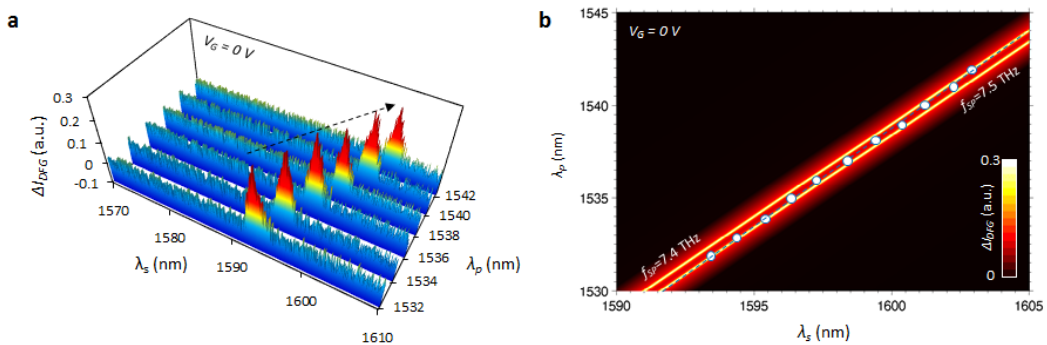 a
V_G = 0 V
0.3
0.2
0.1
0
-0.1
ΔI_DFG (a.u.)
1570
1580
1590
1600
1610
λ_s (nm)
1532
1534
1536
1538
1540
1542
λ_p (nm)
b
V_G = 0 V
1545
1540
1535
1530
λ_p (nm)
f_SP=7.4 THz
f_SP=7.5 THz
0.3
0
ΔI_DFG (a.u.)
1590
1595
1600
1605
λ_s (nm)